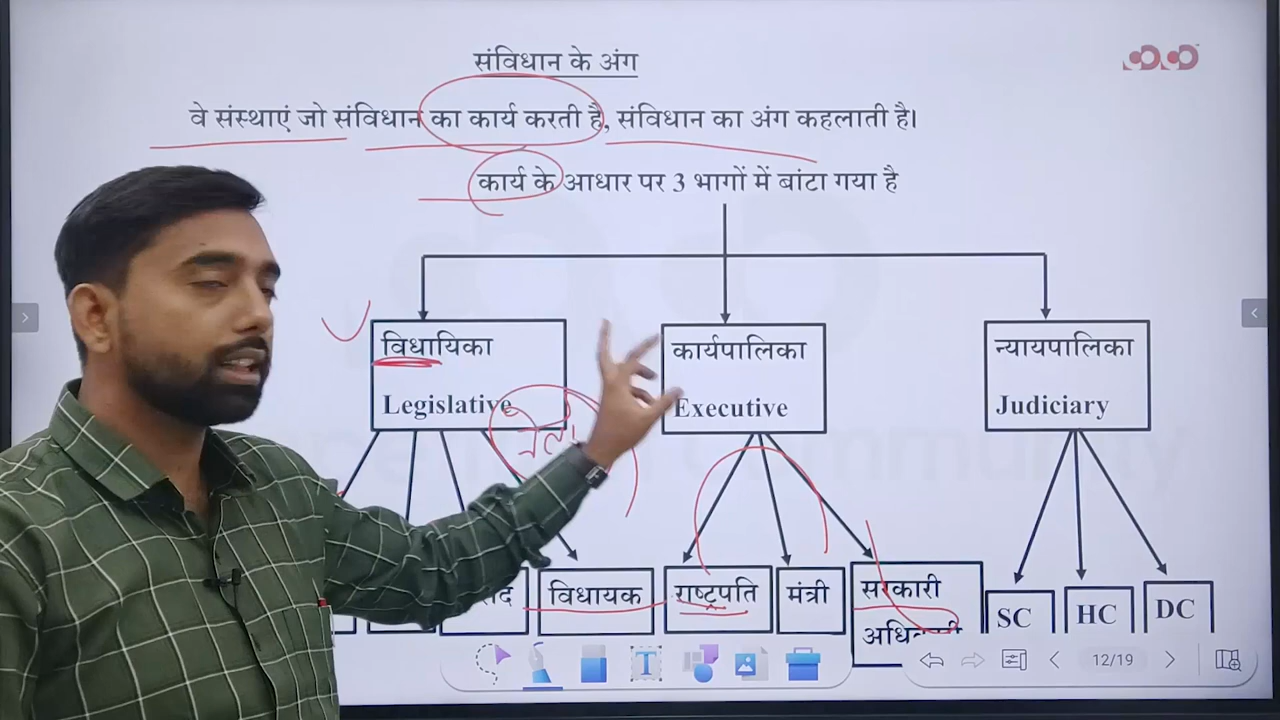 संविधान के अंग
वे संस्थाएं जो संविधान का कार्य करती है, संविधान का अंग कहलाती है।
कार्य के आधार पर 3 भागों में बांटा गया है
विधायिका
Legislative
कार्यपालिका
Executive
न्यायपालिका
Judiciary
विधायक
राष्ट्रपति
मंत्री
सरकारी
SC
HC
DC
12/19